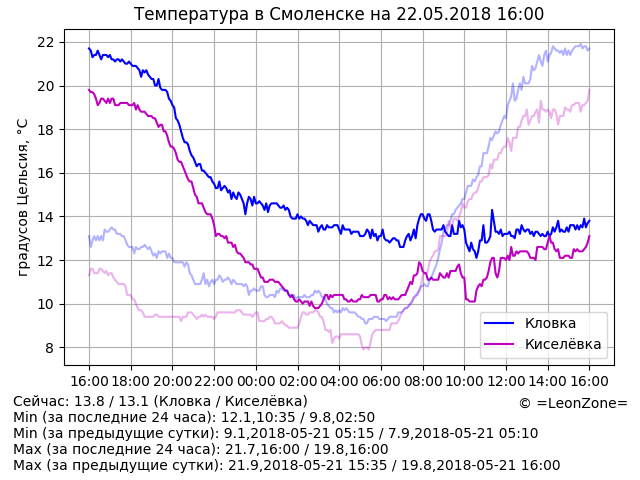 Температура в Смоленске на 22.05.2018 16:00
22
20
18
16
14
12
10
8
градусов Цельсия, °C
Кловка
Киселёвка
16:00 18:00 20:00 22:00 00:00 02:00 04:00 06:00 08:00 10:00 12:00 14:00 16:00
Сейчас: 13.8 / 13.1 (Кловка / Киселёвка)
© =LeonZone=
Min (за последние 24 часа): 12.1,10:35 / 9.8,02:50
Min (за предыдущие сутки): 9.1,2018-05-21 05:15 / 7.9,2018-05-21 05:10
Max (за последние 24 часа): 21.7,16:00 / 19.8,16:00
Max (за предыдущие сутки): 21.9,2018-05-21 15:35 / 19.8,2018-05-21 16:00